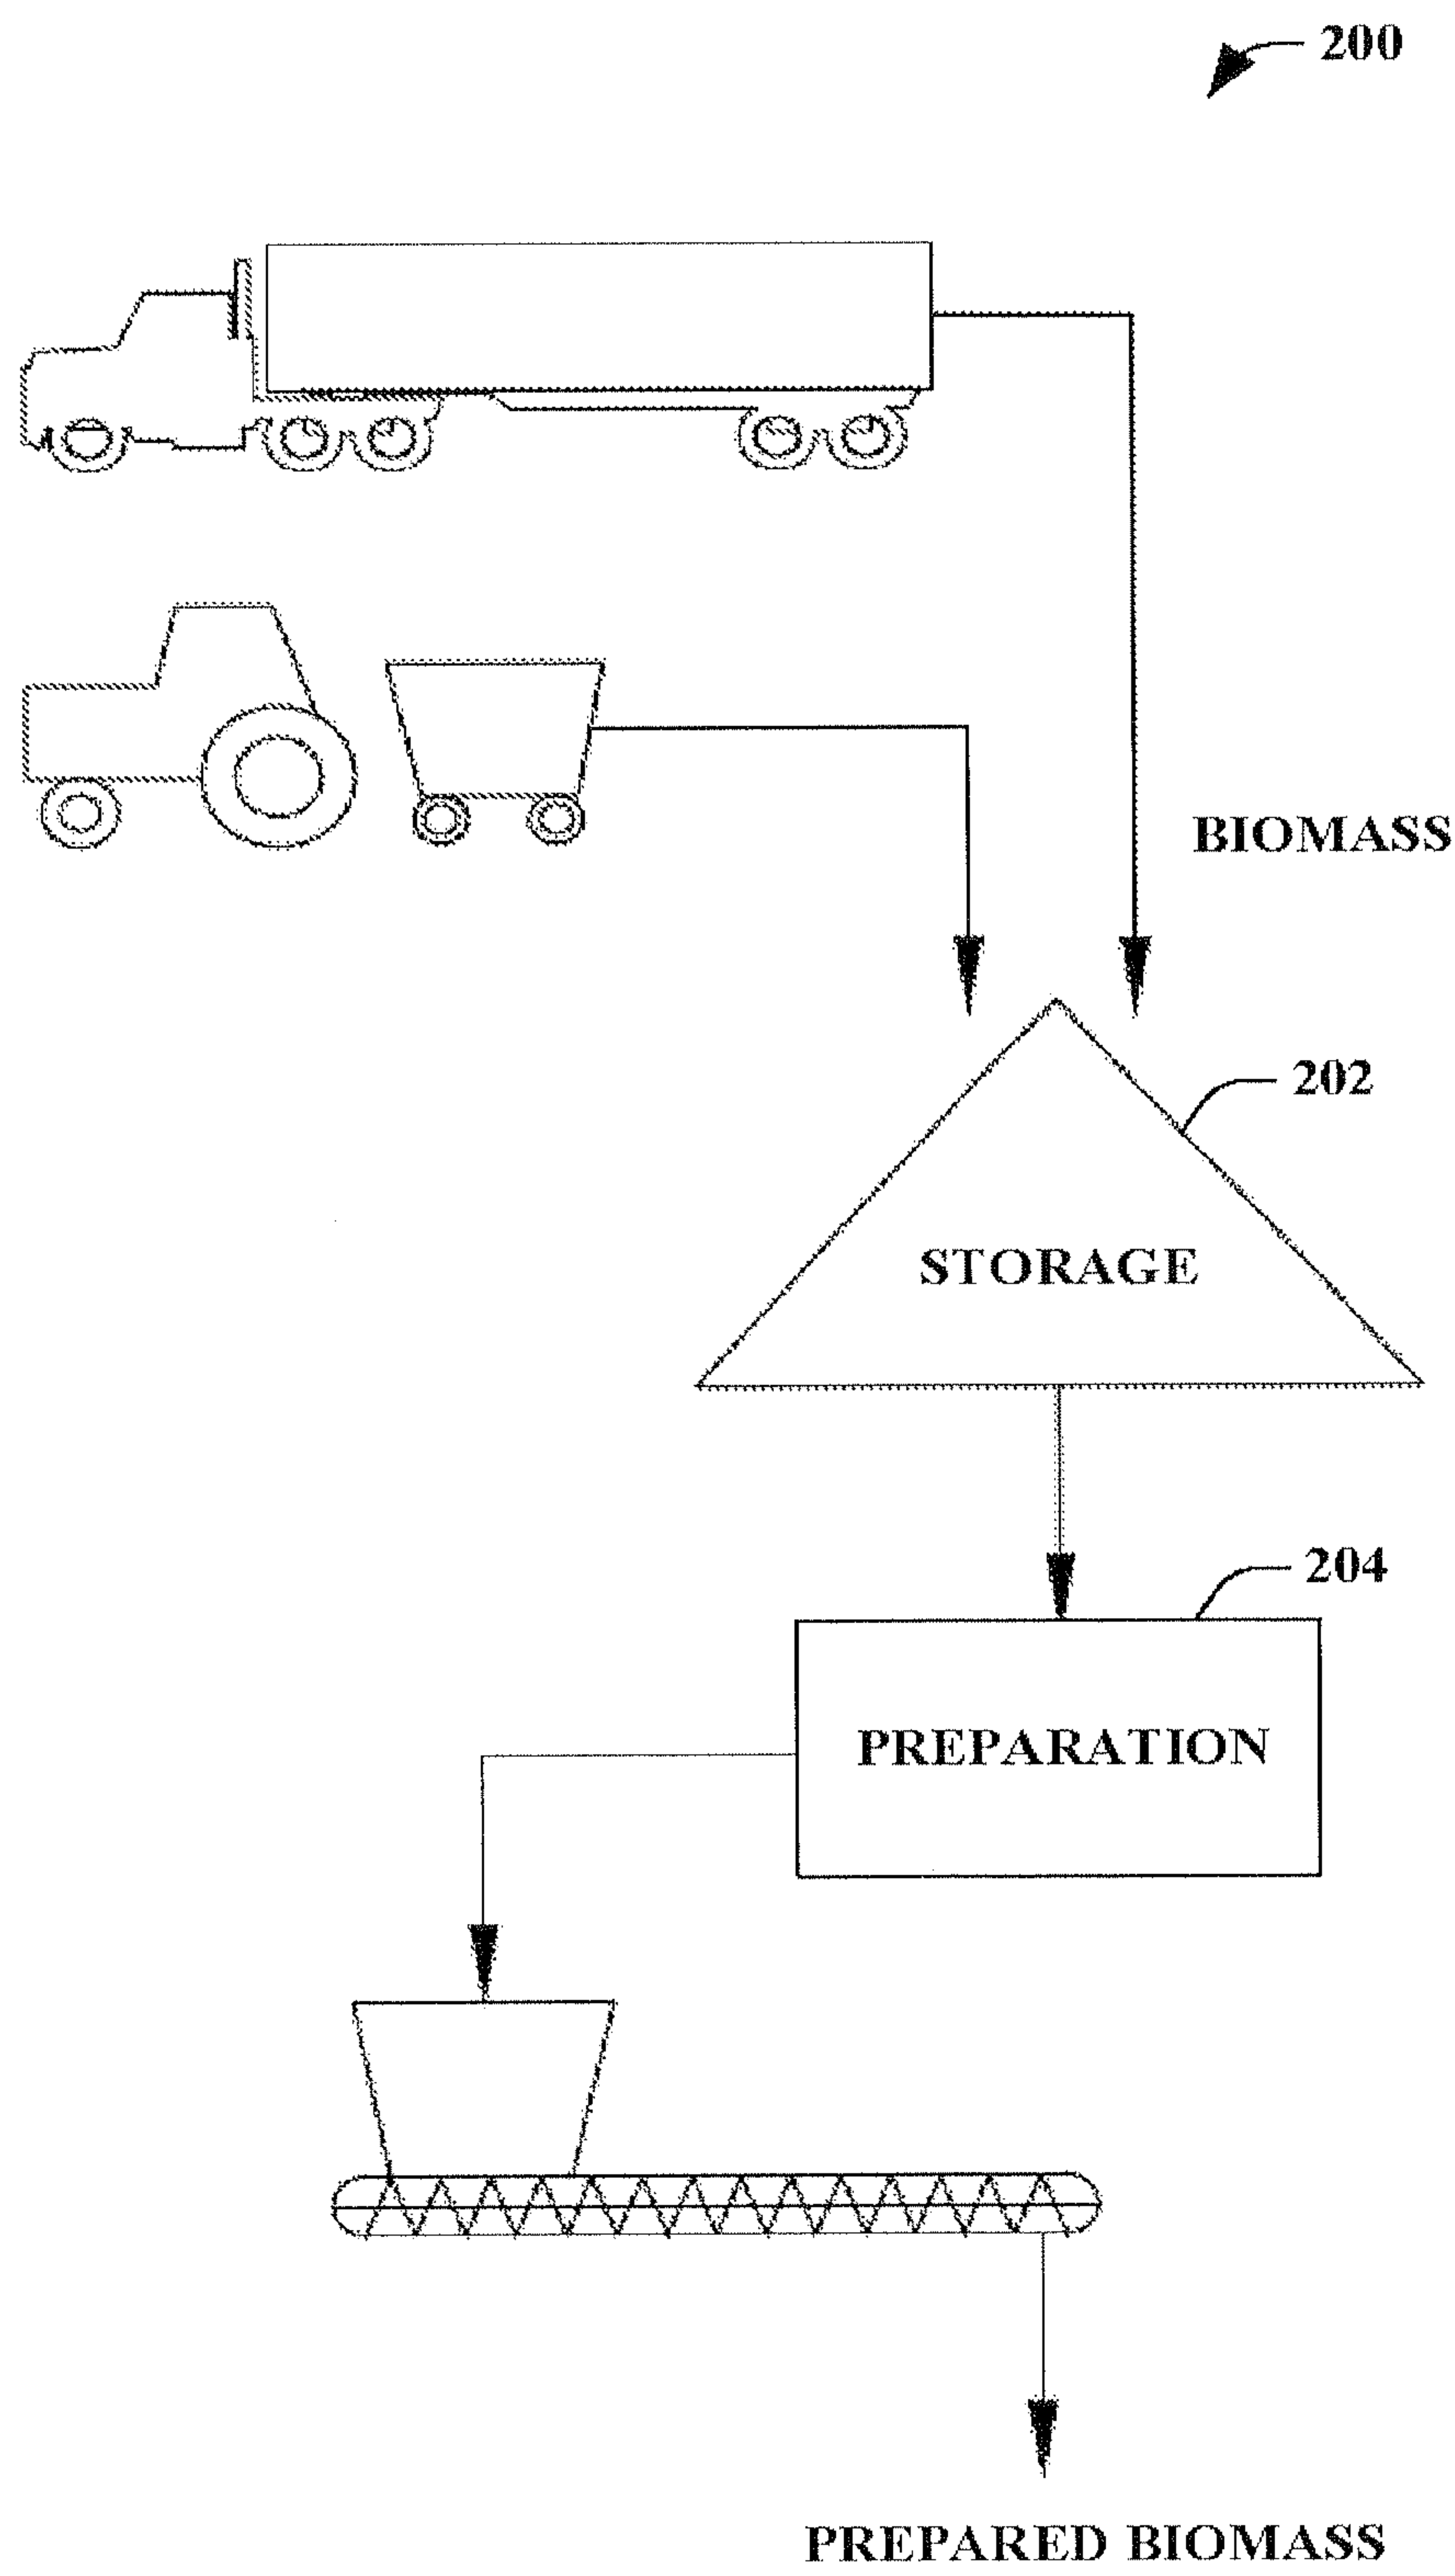 200
BIOMASS
202
STORAGE
204
PREPARATION
PREPARED BIOMASS